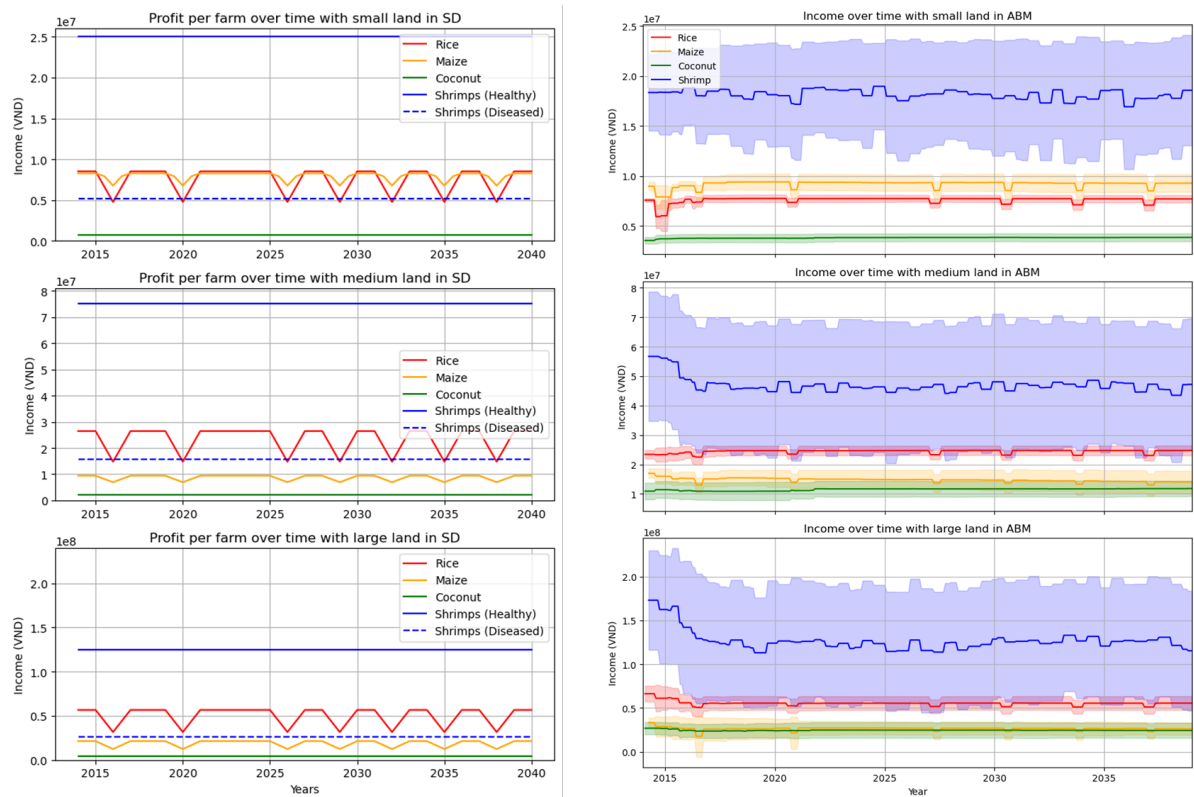 Profit per farm over time with small land in SD
1e7
Income (VND)
2.5
2.0
1.5
1.0
0.5
0.0
2015 2020 2025 2030 2035 2040
Rice
Maize
Coconut
Shrimps (Healthy)
Shrimps (Diseased)
Profit per farm over time with medium land in SD
1e7
Income (VND)
8
7
6
5
4
3
2
1
0
2015 2020 2025 2030 2035 2040
Rice
Maize
Coconut
Shrimps (Healthy)
Shrimps (Diseased)
Profit per farm over time with large land in SD
1e8
Income (VND)
2.0
1.5
1.0
0.5
0.0
2015 2020 2025 2030 2035 2040
Years
Rice
Maize
Coconut
Shrimps (Healthy)
Shrimps (Diseased)
Income over time with small land in ABM
1e7
Income (VND)
2.5
2.0
1.5
1.0
0.5
Rice
Maize
Coconut
Shrimp
Income over time with medium land in ABM
1e7
Income (VND)
8
7
6
5
4
3
2
1
Income over time with large land in ABM
1e8
Income (VND)
2.0
1.5
1.0
0.5
0.0
2015 2020 2025 2030 2035
Year